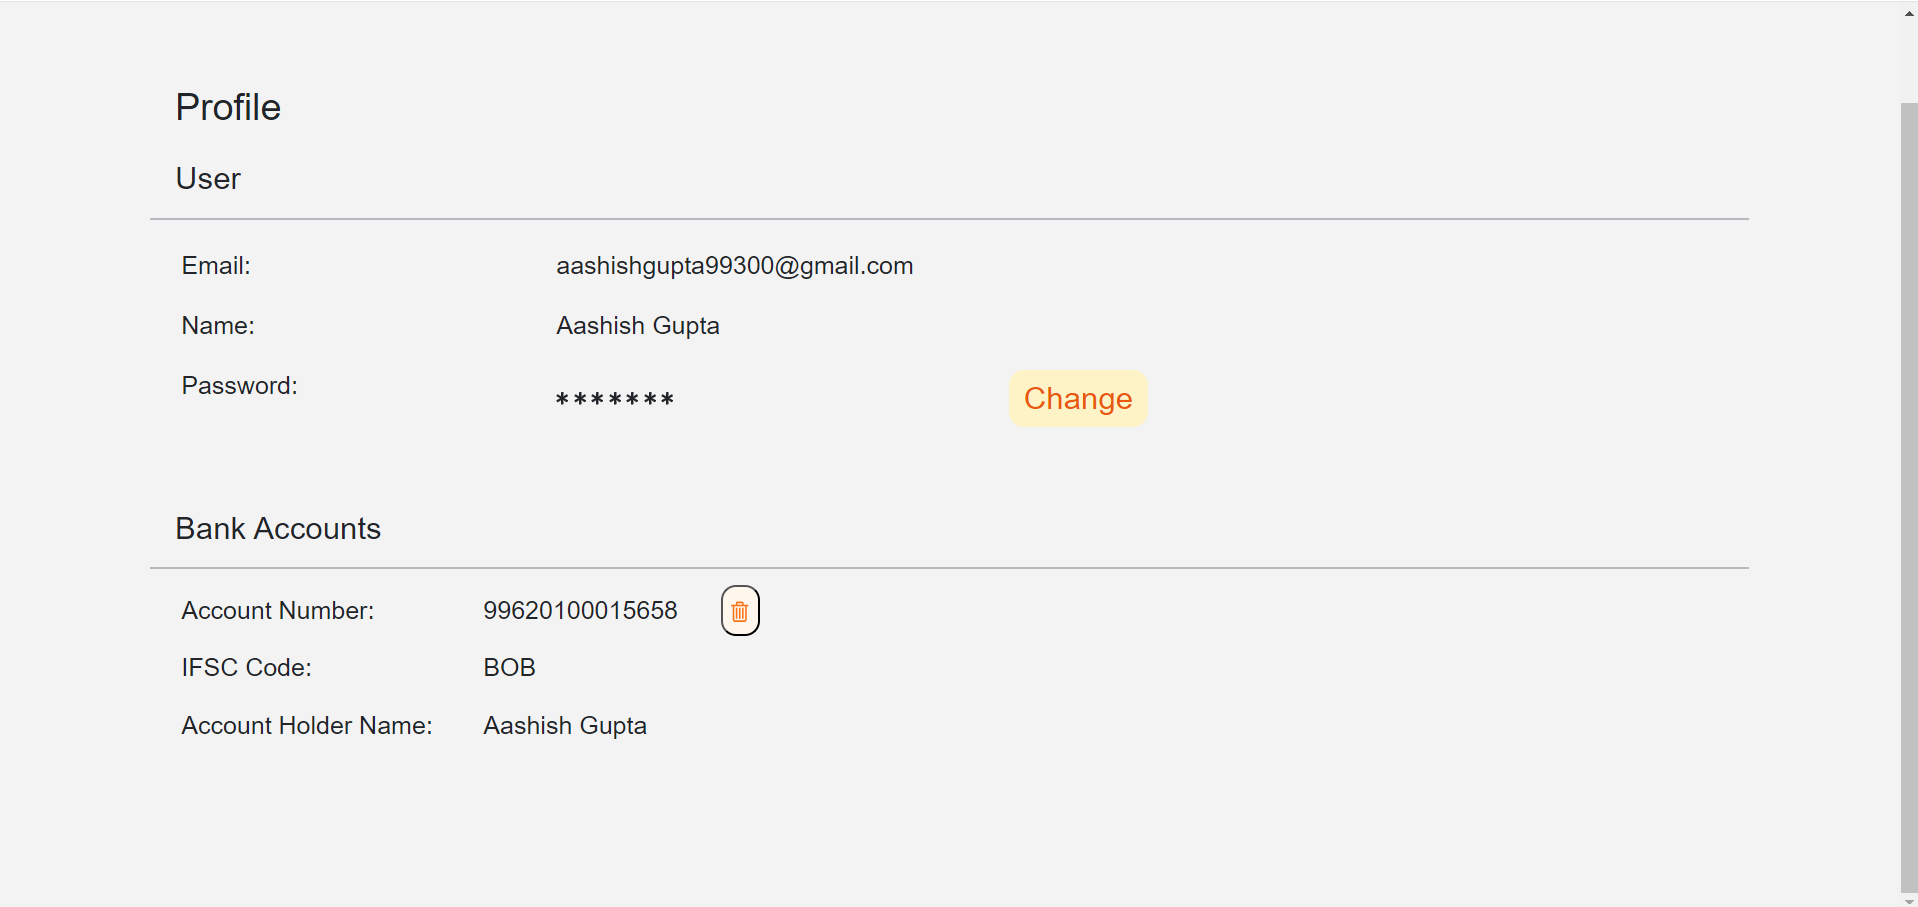 Profile
User
Email: aashishgupta99300@gmail.com
Name: Aashish Gupta
Password: ******* Change
Bank Accounts
Account Number: 99620100015658
IFSC Code: BOB
Account Holder Name: Aashish Gupta